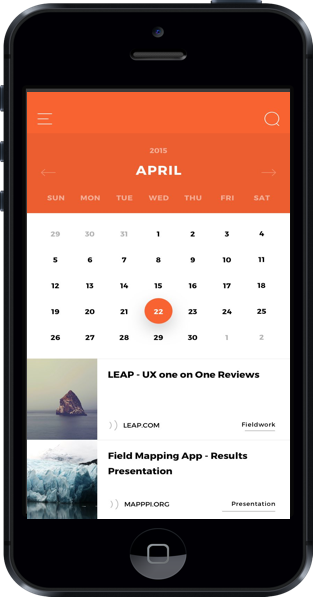 2015
APRIL
SUN MON TUE WED THU FRI SAT
29 30 31 1 2 3 4
5 6 7 8 9 10 11
12 13 14 15 16 17 18
19 20 21 22 23 24 25
26 27 28 29 30 1 2
LEAP - UX one on One Reviews
LEAP.COM Fieldwork
Field Mapping App - Results
Presentation
MAPPPI.ORG Presentation